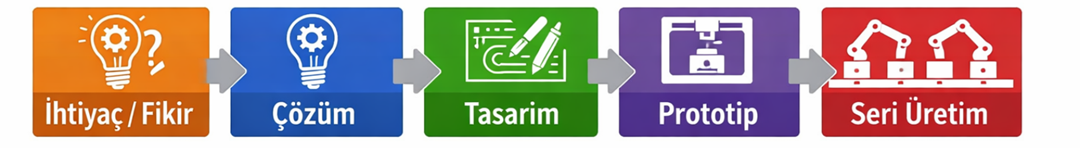 İhtiyaç / Fikir
Çözüm
Tasarim
Prototip
Seri Üretim